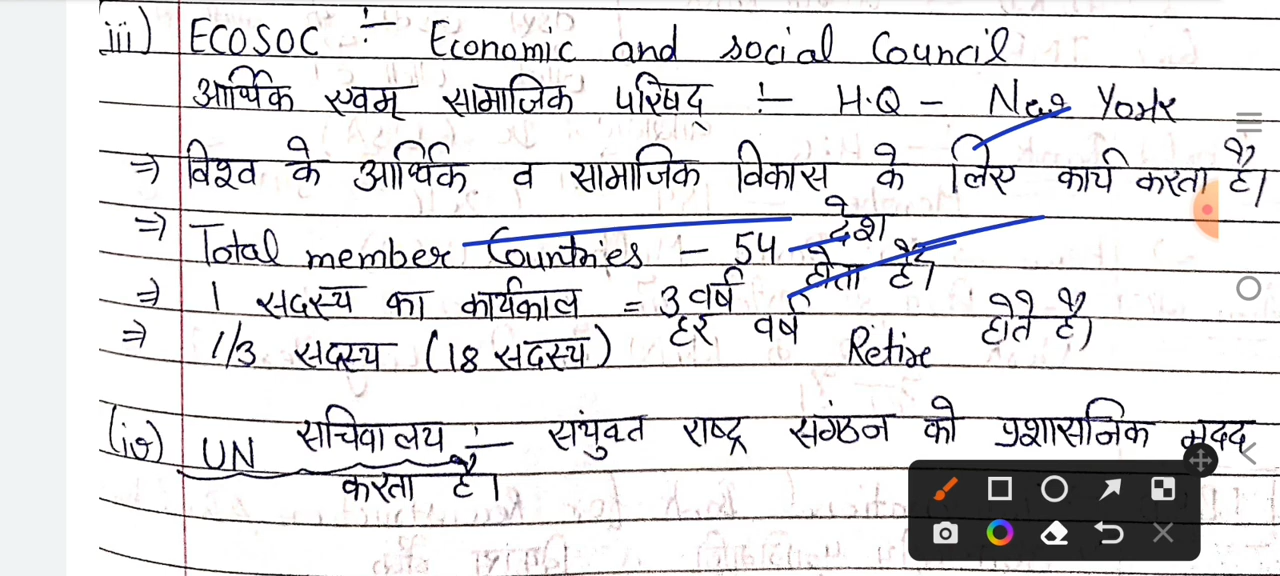 iii) ECOSOC :- Economic and social Council
आर्थिक एवम् सामाजिक परिषद् :- H.Q - New York
⇒ विश्व के आर्थिक व सामाजिक विकास के लिए कार्य करता है।
⇒ Total member Countries - 54 देश होता है।
⇒ 1 सदस्य का कार्यकाल = 3 वर्ष
⇒ 1/3 सदस्य (18 सदस्य) हर वर्ष Retire होते है।
(iv) UN सचिवालय :- संयुक्त राष्ट्र संगठन को प्रशासनिक मदद
करता है।